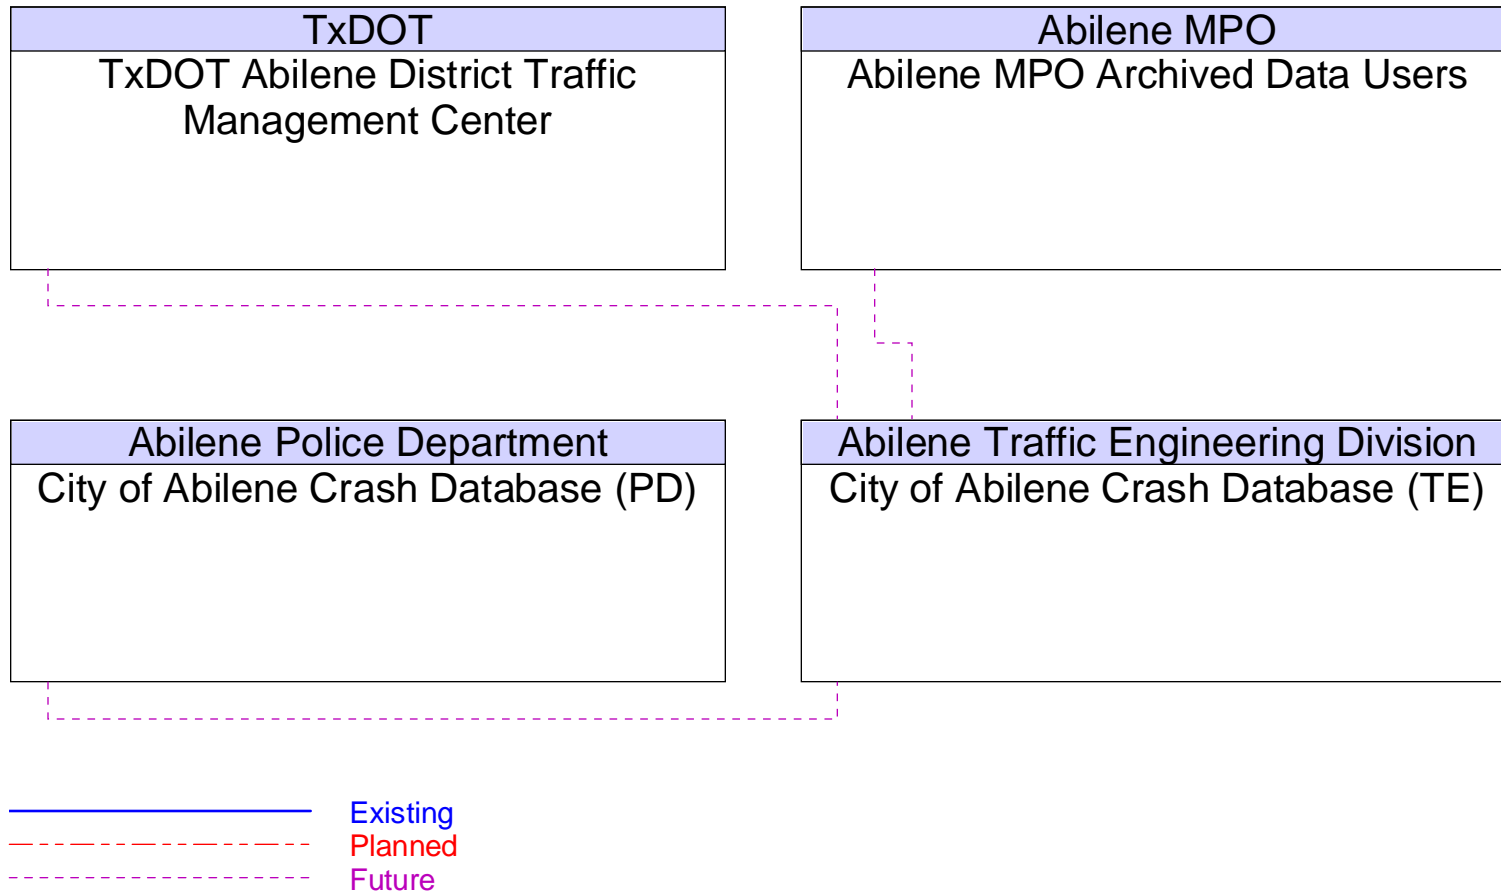 TxDOT
TxDOT Abilene District Traffic
Management Center
Abilene MPO
Abilene MPO Archived Data Users
Abilene Police Department
City of Abilene Crash Database (PD)
Abilene Traffic Engineering Division
City of Abilene Crash Database (TE)
Existing
Planned
Future